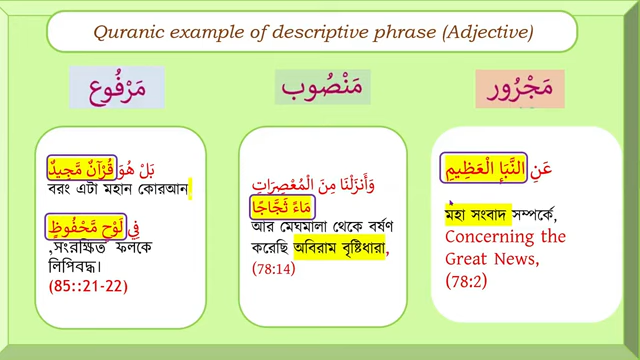 Quranic example of descriptive phrase (Adjective)
مَرْفُوع
مَنْصُوب
مَجْرُور
بَلْ هُوَ قُرْآنٌ مَّجِيدٌ
বরং এটা মহান কোরআন
فِي لَوْحٍ مَّحْفُوظٍ
,সংরক্ষিত ফলকে
লিপিবদ্ধ।
(85::21-22)
وَأَنزَلْنَا مِنَ الْمُعْصِرَاتِ
مَاءً ثَجَّاجًا
আর মেঘমালা থেকে বর্ষণ
করেছি অবিরাম বৃষ্টিধারা,
(78:14)
عَنِ النَّبَإِ الْعَظِيمِ
মহা সংবাদ সম্পর্কে,
Concerning the
Great News,
(78:2)